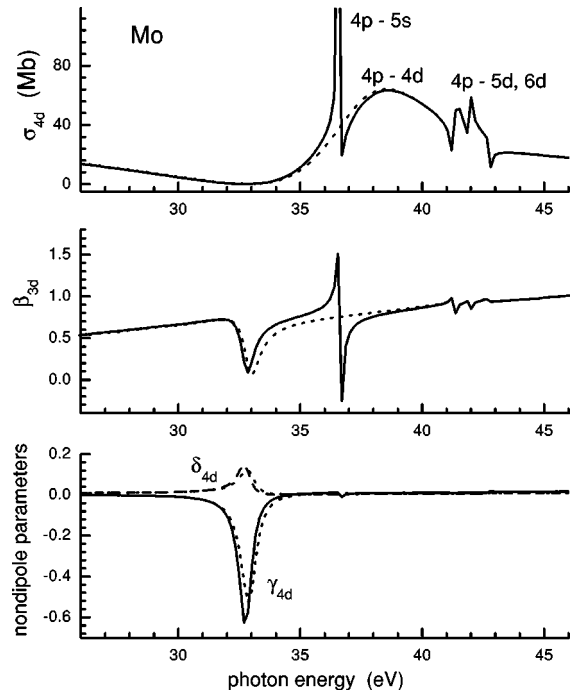 Mo
4p - 5s
4p - 4d
4p - 5d, 6d
σ4d (Mb)
80
40
0
30 35 40 45
β3d
1.5
1.0
0.5
0.0
30 35 40 45
nondipole parameters
0.2
0.0
-0.2
-0.4
-0.6
δ4d
γ4d
30 35 40 45
photon energy (eV)